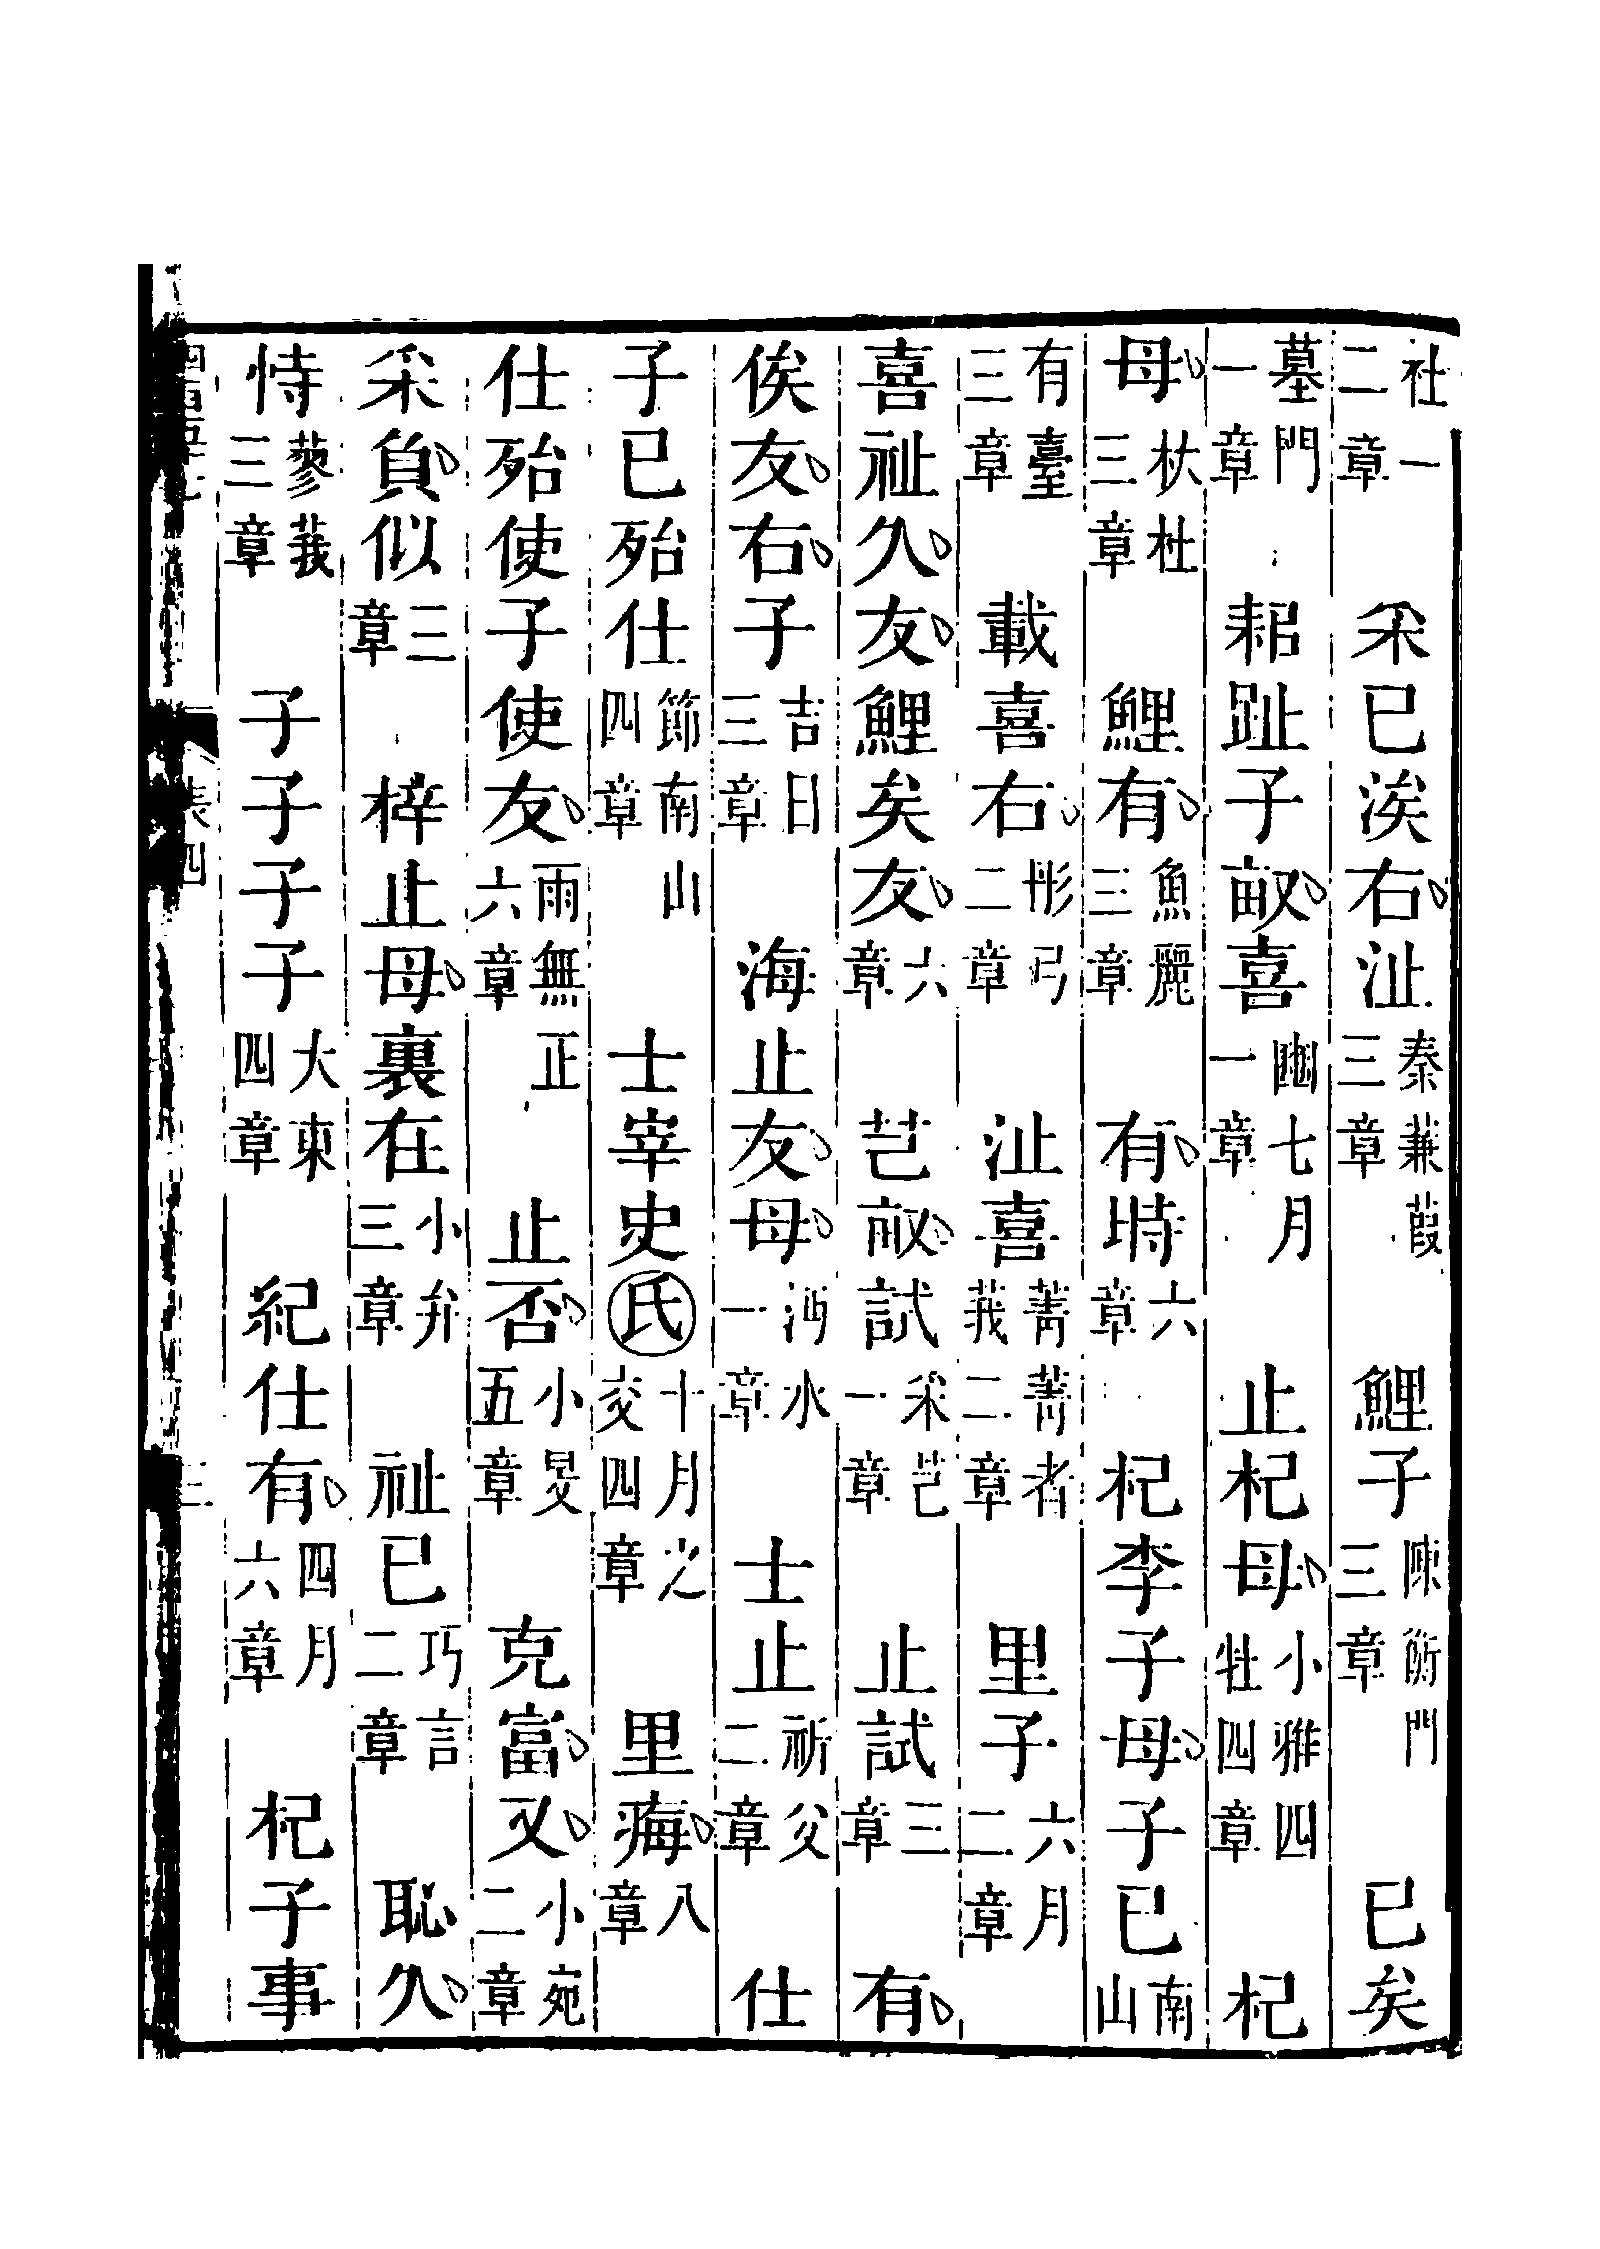 社一二章 采已涘右沚秦蒹葭三章 鯉子陳衡門三章 已矣
墓門一章 耜趾子畝喜豳七月一章 止杞母小雅四牡四章 杞
母杕杜三章 鯉有魚麗三章 有時六章 杞李子母子已南山
有臺三章 載喜右彤弓二章 沚喜菁菁者莪二章 里子六月二章
喜祉久友鯉矣友六章 芑畝試采芑一章 止試三章 有
俟友右子吉日三章 海止友母沔水一章 士止祈父二章 仕
子已殆仕節南山四章 士宰史氏十月之交四章 里痗八章
仕殆使子使友雨無正六章 止否小旻五章 克富又小宛二章
采負似三章 梓止母裏在小弁三章 祉已巧言二章 恥久
恃蓼莪三章 子子子子大東四章 紀仕有四月六章 杞子事
表四 三